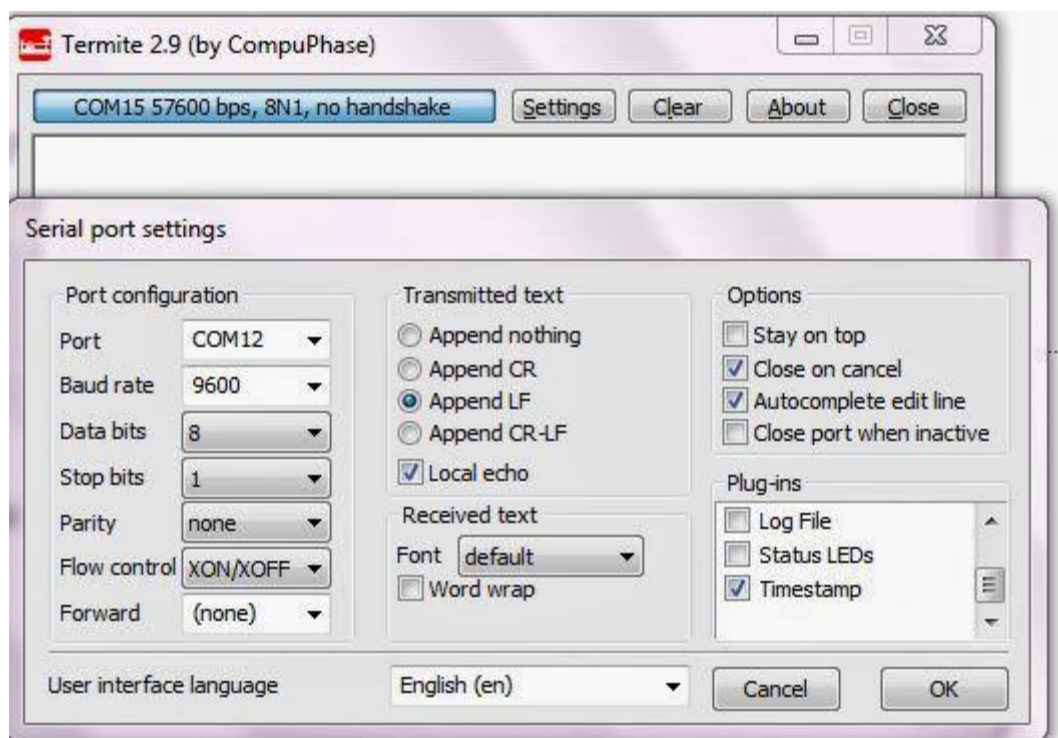 Termite 2.9 (by CompuPhase)
COM15 57600 bps, 8N1, no handshake Settings Clear About Close
Serial port settings
Port configuration
Port COM12
Baud rate 9600
Data bits 8
Stop bits 1
Parity none
Flow control XON/XOFF
Forward (none)
Transmitted text
Append nothing
Append CR
Append LF
Append CR-LF
Local echo
Received text
Font default
Word wrap
Options
Stay on top
Close on cancel
Autocomplete edit line
Close port when inactive
Plug-ins
Log File
Status LEDs
Timestamp
User interface language English (en) Cancel OK